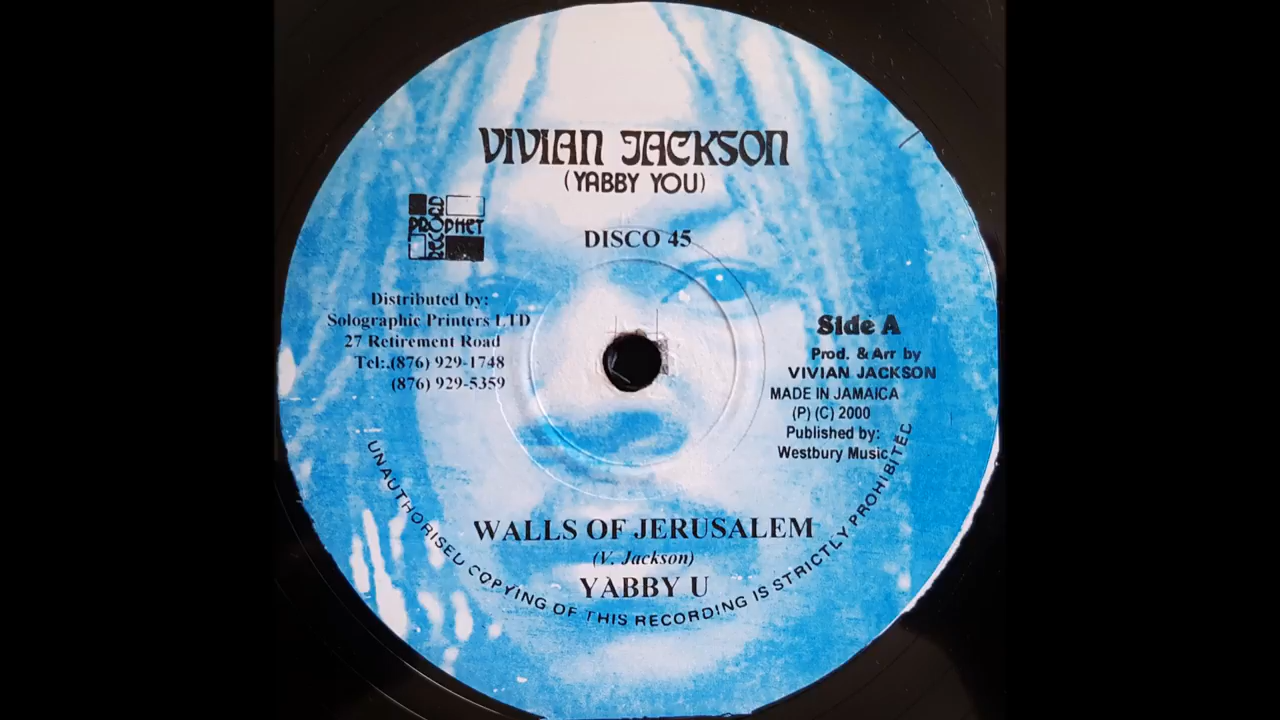 VIVIAN JACKSON
(YABBY YOU)
PROPHET
RECORD
DISCO 45
Distributed by:
Solographic Printers LTD
27 Retirement Road
Tel:.(876) 929-1748
(876) 929-5359
Side A
Prod. & Arr by
VIVIAN JACKSON
MADE IN JAMAICA
(P) (C) 2000
Published by:
Westbury Music
WALLS OF JERUSALEM
(V. Jackson)
YABBY U
UNAUTHORISED COPYING OF THIS RECORDING IS STRICTLY PROHIBITED